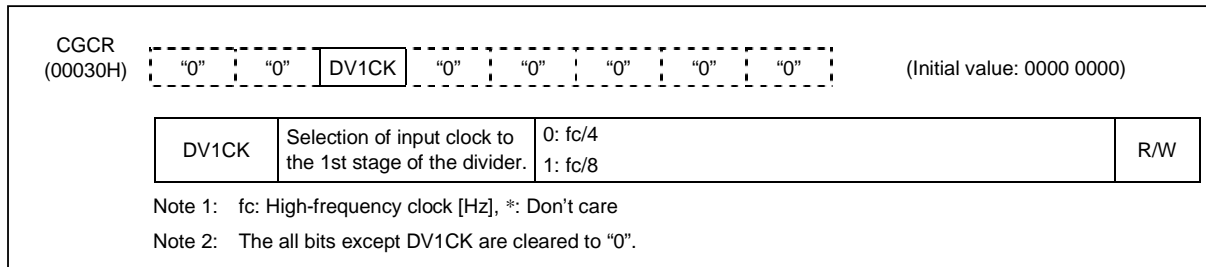 CGCR
(00030H) “0” “0” DV1CK “0” “0” “0” “0” “0” (Initial value: 0000 0000)
DV1CK Selection of input clock to the 1st stage of the divider. 0: fc/4 1: fc/8 R/W
Note 1: fc: High-frequency clock [Hz], *: Don’t care
Note 2: The all bits except DV1CK are cleared to “0”.